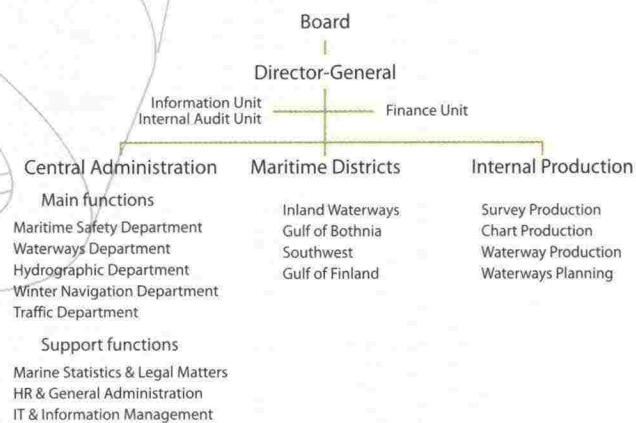 Board
Director-General
Information Unit
Internal Audit Unit
Finance Unit
Central Administration
Main functions
Maritime Safety Department
Waterways Department
Hydrographic Department
Winter Navigation Department
Traffic Department
Support functions
Marine Statistics & Legal Matters
HR & General Administration
IT & Information Management
Maritime Districts
Inland Waterways
Gulf of Bothnia
Southwest
Gulf of Finland
Internal Production
Survey Production
Chart Production
Waterway Production
Waterways Planning